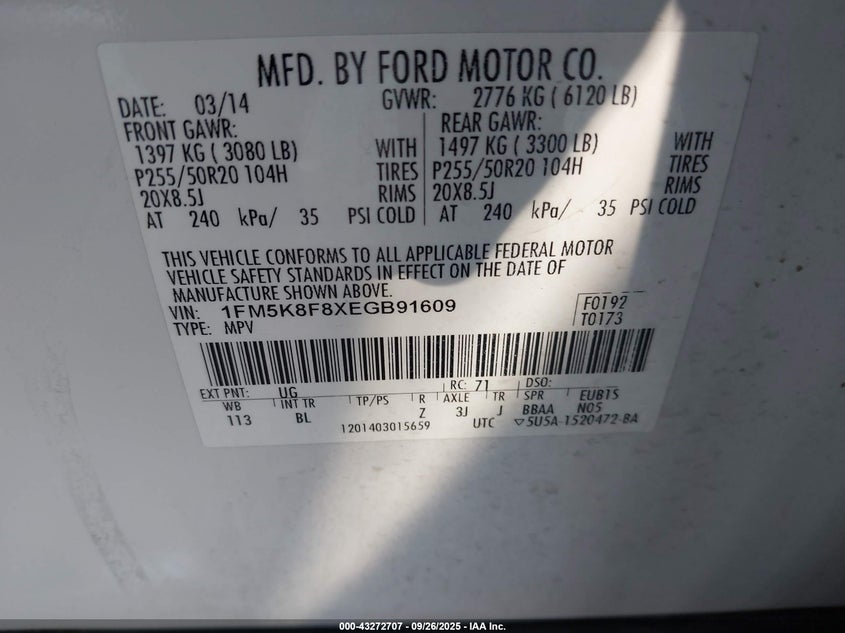 MFD. BY FORD MOTOR CO.
DATE: 03/14 GVWR: 2776 KG ( 6120 LB)
FRONT GAWR: REAR GAWR:
1397 KG ( 3080 LB) WITH 1497 KG ( 3300 LB) WITH
P255/50R20 104H TIRES P255/50R20 104H TIRES
20X8.5J RIMS 20X8.5J RIMS
AT 240 kPa/ 35 PSI COLD AT 240 kPa/ 35 PSI COLD
THIS VEHICLE CONFORMS TO ALL APPLICABLE FEDERAL MOTOR
VEHICLE SAFETY STANDARDS IN EFFECT ON THE DATE OF
MANUFACTURE SHOWN ABOVE.
VIN: 1FM5K8F8XEGB91609 F0192
TYPE: MPV T0173
EXT PNT: UG RC: 71 DSO:
WB INT TR TP/PS R AXLE TR SPR EUB1S
113 BL Z 3J J BBAA N05
1201403015659 UTC ▽5U5A-1520472-BA
000-43272707 - 09/26/2025 - IAA Inc.